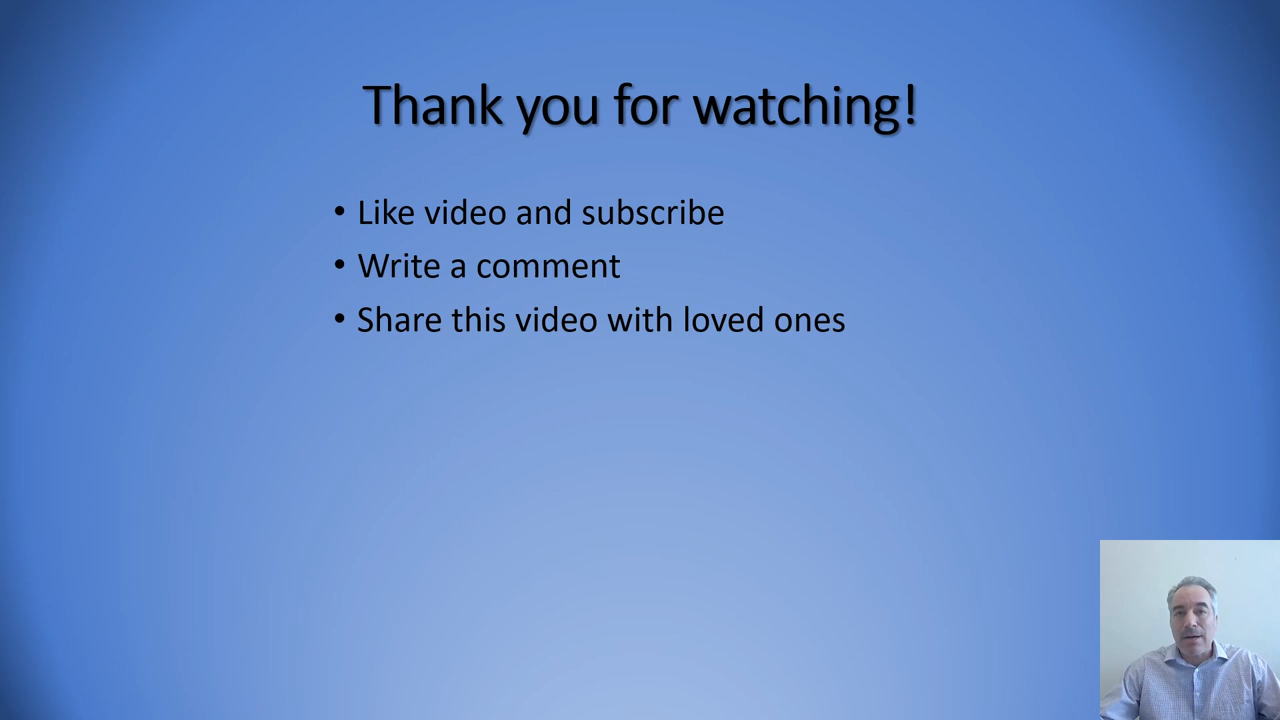 Thank you for watching!
• Like video and subscribe
• Write a comment
• Share this video with loved ones